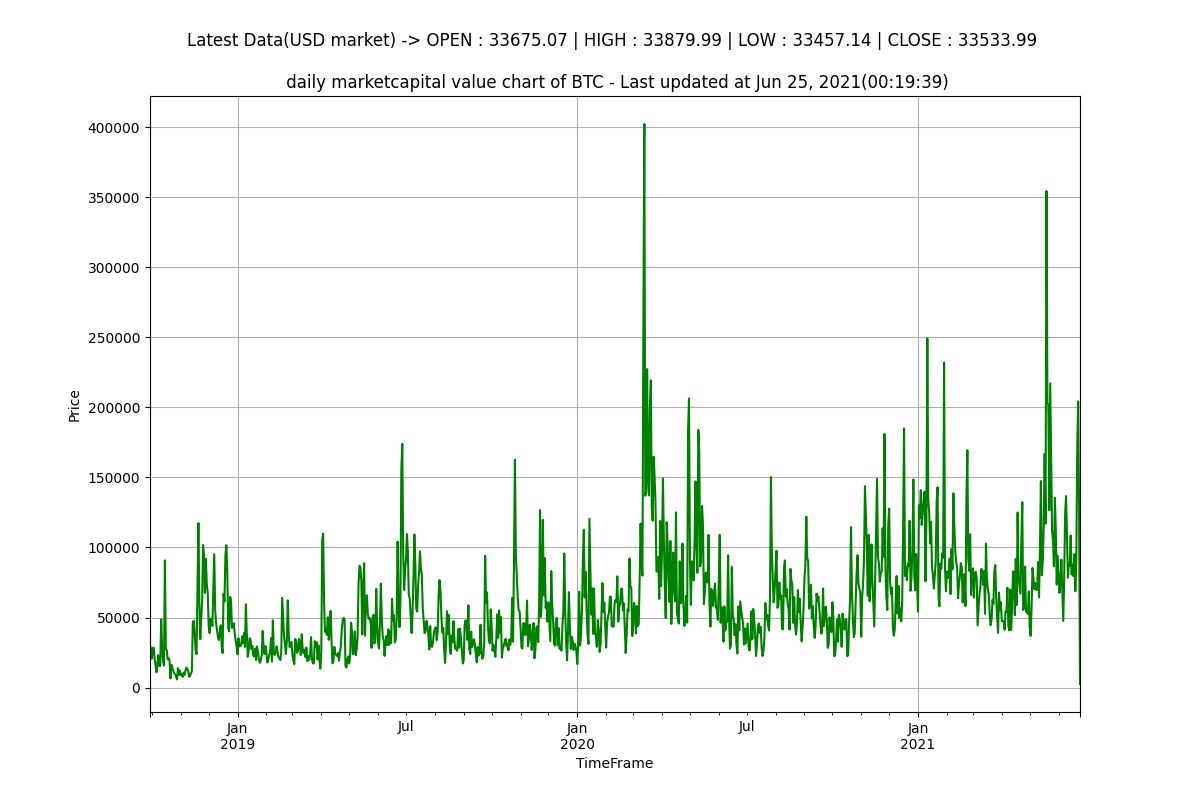 Latest Data(USD market) -> OPEN : 33675.07 | HIGH : 33879.99 | LOW : 33457.14 | CLOSE : 33533.99
daily marketcapital value chart of BTC - Last updated at Jun 25, 2021(00:19:39)
400000
350000
300000
250000
200000
150000
100000
50000
0
Price
Jan
2019
Jul
Jan
2020
Jul
Jan
2021
TimeFrame